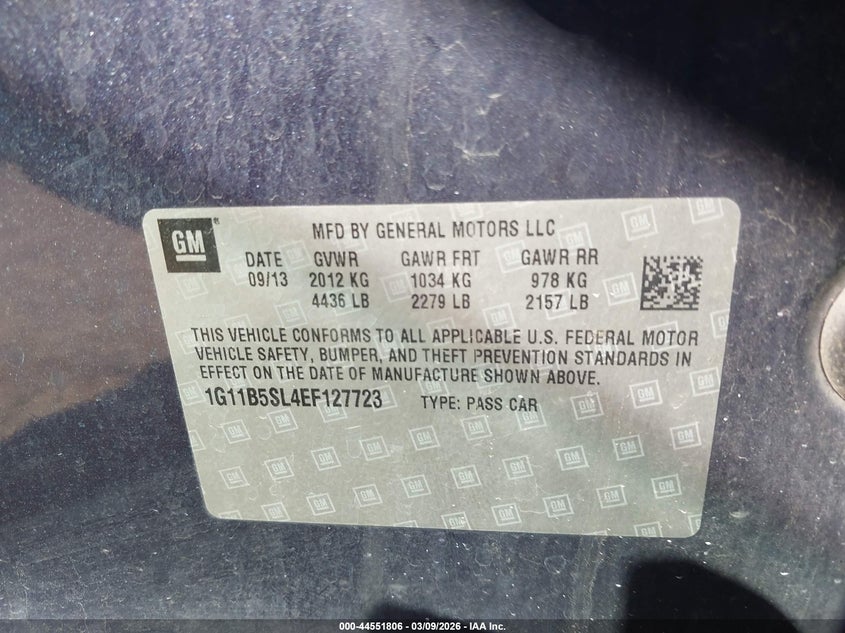 GM
MFD BY GENERAL MOTORS LLC
DATE GVWR GAWR FRT GAWR RR
09/13 2012 KG 1034 KG 978 KG
4436 LB 2279 LB 2157 LB
THIS VEHICLE CONFORMS TO ALL APPLICABLE U.S. FEDERAL MOTOR
VEHICLE SAFETY, BUMPER, AND THEFT PREVENTION STANDARDS IN
EFFECT ON THE DATE OF MANUFACTURE SHOWN ABOVE.
1G11B5SL4EF127723 TYPE: PASS CAR
000-44551806 - 03/09/2026 - IAA Inc.